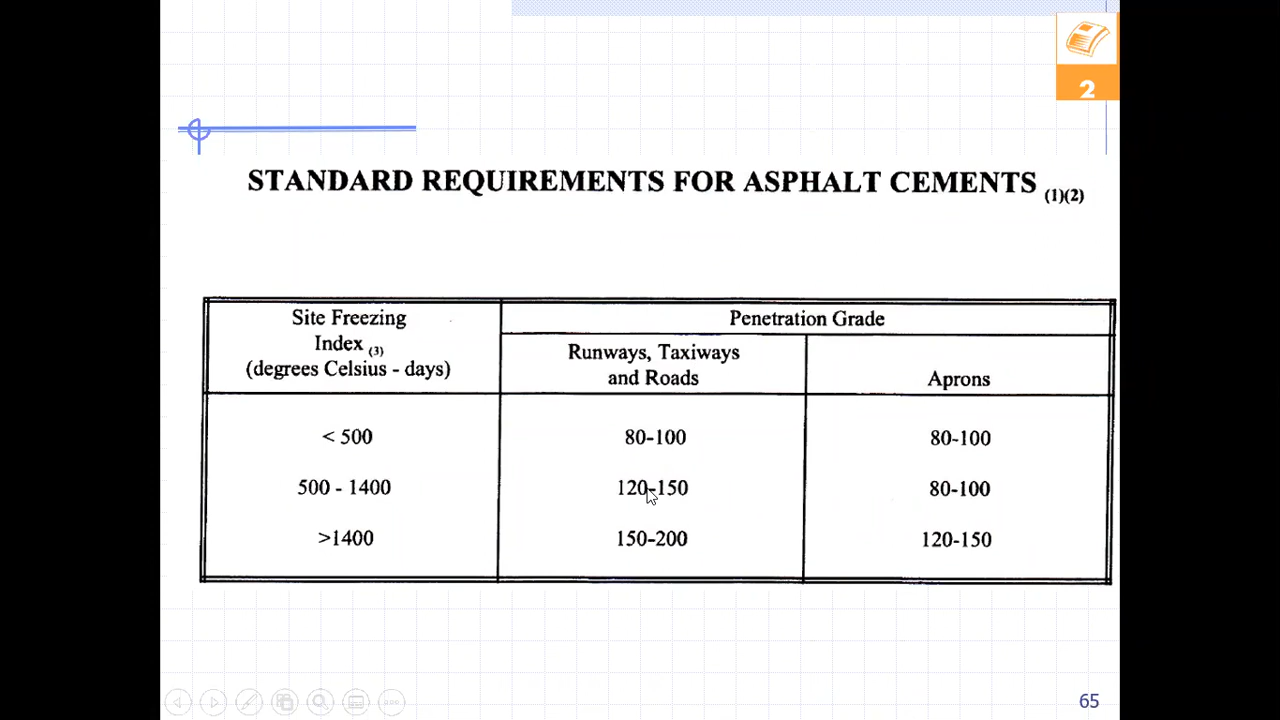 2
STANDARD REQUIREMENTS FOR ASPHALT CEMENTS (1)(2)
Site Freezing
Index (3)
(degrees Celsius - days)
Penetration Grade
Runways, Taxiways
and Roads
Aprons
< 500
80-100
80-100
500 - 1400
120-150
80-100
>1400
150-200
120-150
65